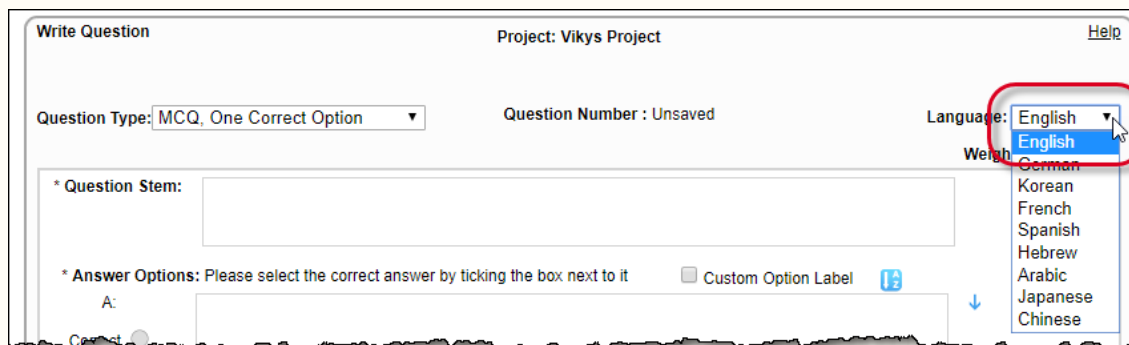 Write Question
Project: Vikys Project
Help
Question Type: MCQ, One Correct Option
Question Number : Unsaved
Language: English
English
Weigh
German
* Question Stem:
Korean
French
Spanish
Hebrew
* Answer Options: Please select the correct answer by ticking the box next to it
Custom Option Label
Arabic
A:
Japanese
Chinese
Correct